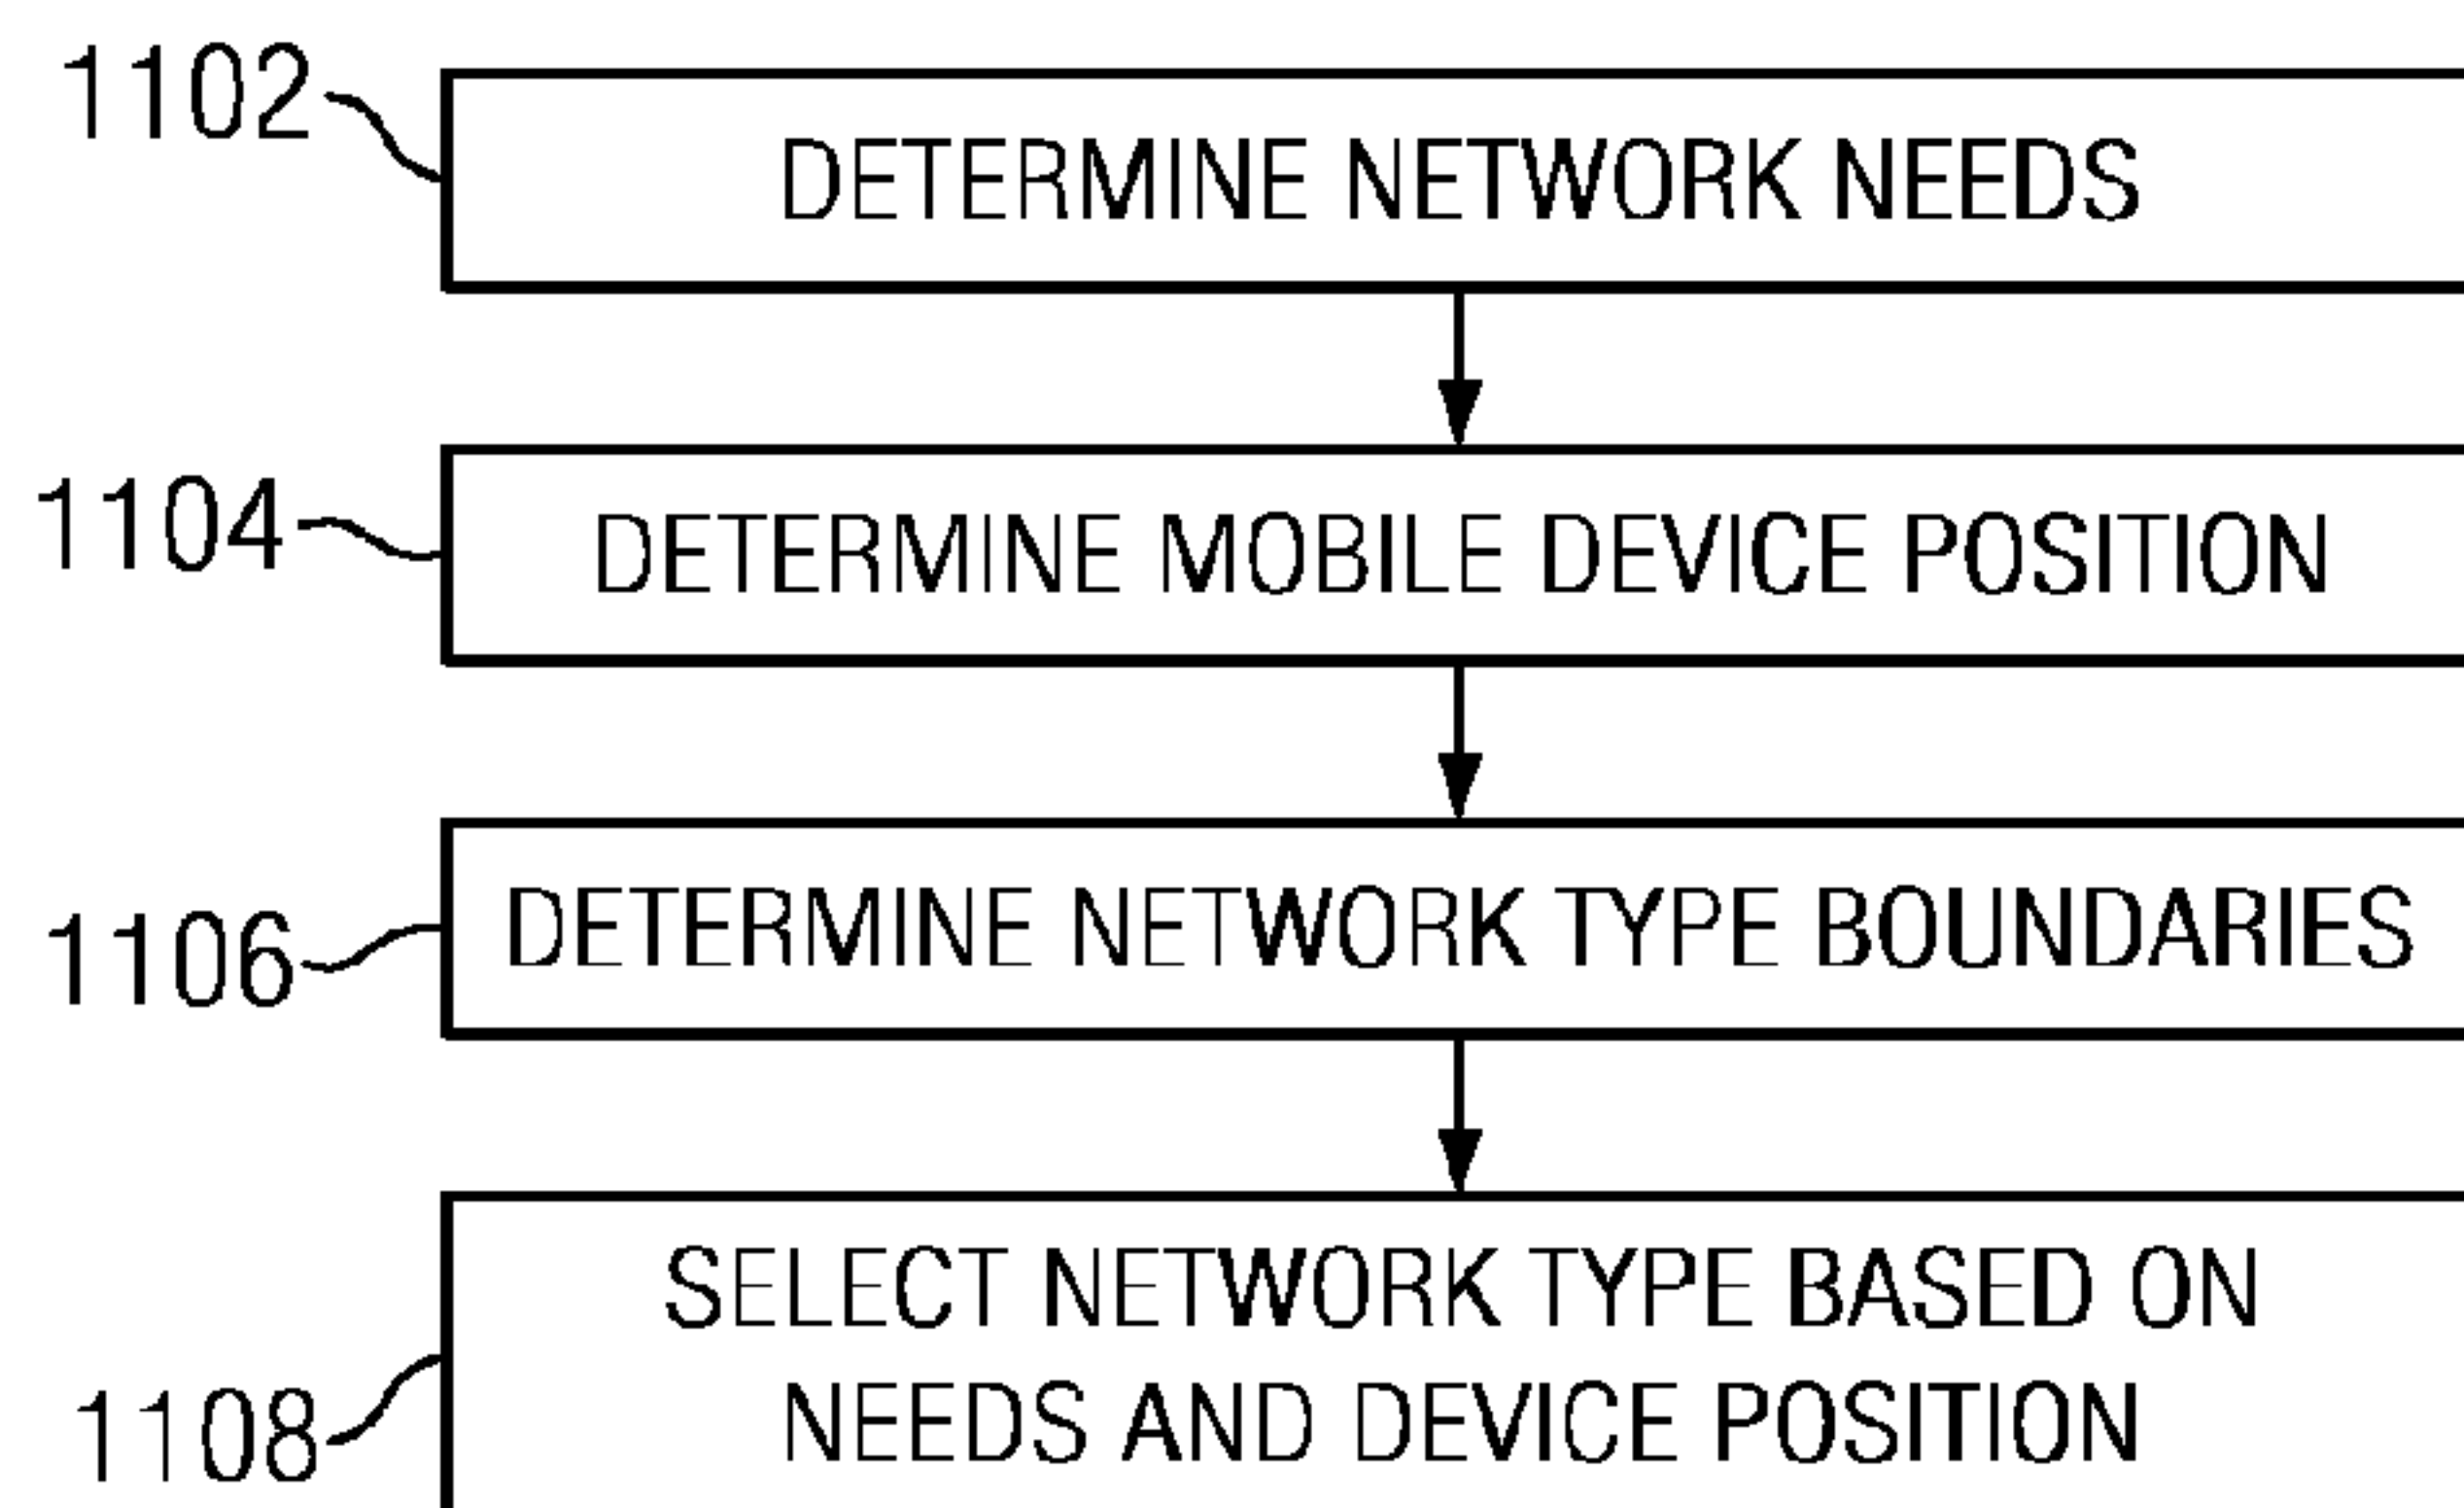 1102
DETERMINE NETWORK NEEDS
1104
DETERMINE MOBILE DEVICE POSITION
1106
DETERMINE NETWORK TYPE BOUNDARIES
1108
SELECT NETWORK TYPE BASED ON
NEEDS AND DEVICE POSITION